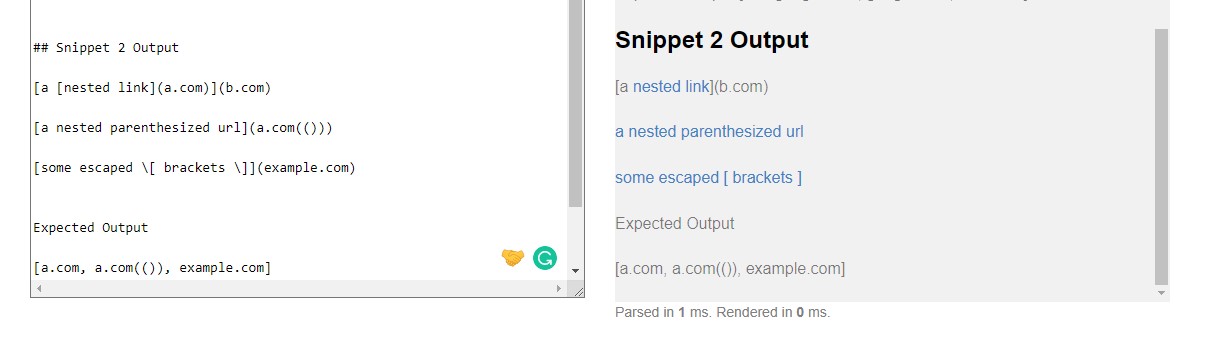 ## Snippet 2 Output
[a [nested link](a.com)](b.com)
[a nested parenthesized url](a.com(()))
[some escaped \[ brackets \]](example.com)
Expected Output
[a.com, a.com(()), example.com]
Snippet 2 Output
[a nested link](b.com)
a nested parenthesized url
some escaped [ brackets ]
Expected Output
[a.com, a.com(()), example.com]
Parsed in 1 ms. Rendered in 0 ms.